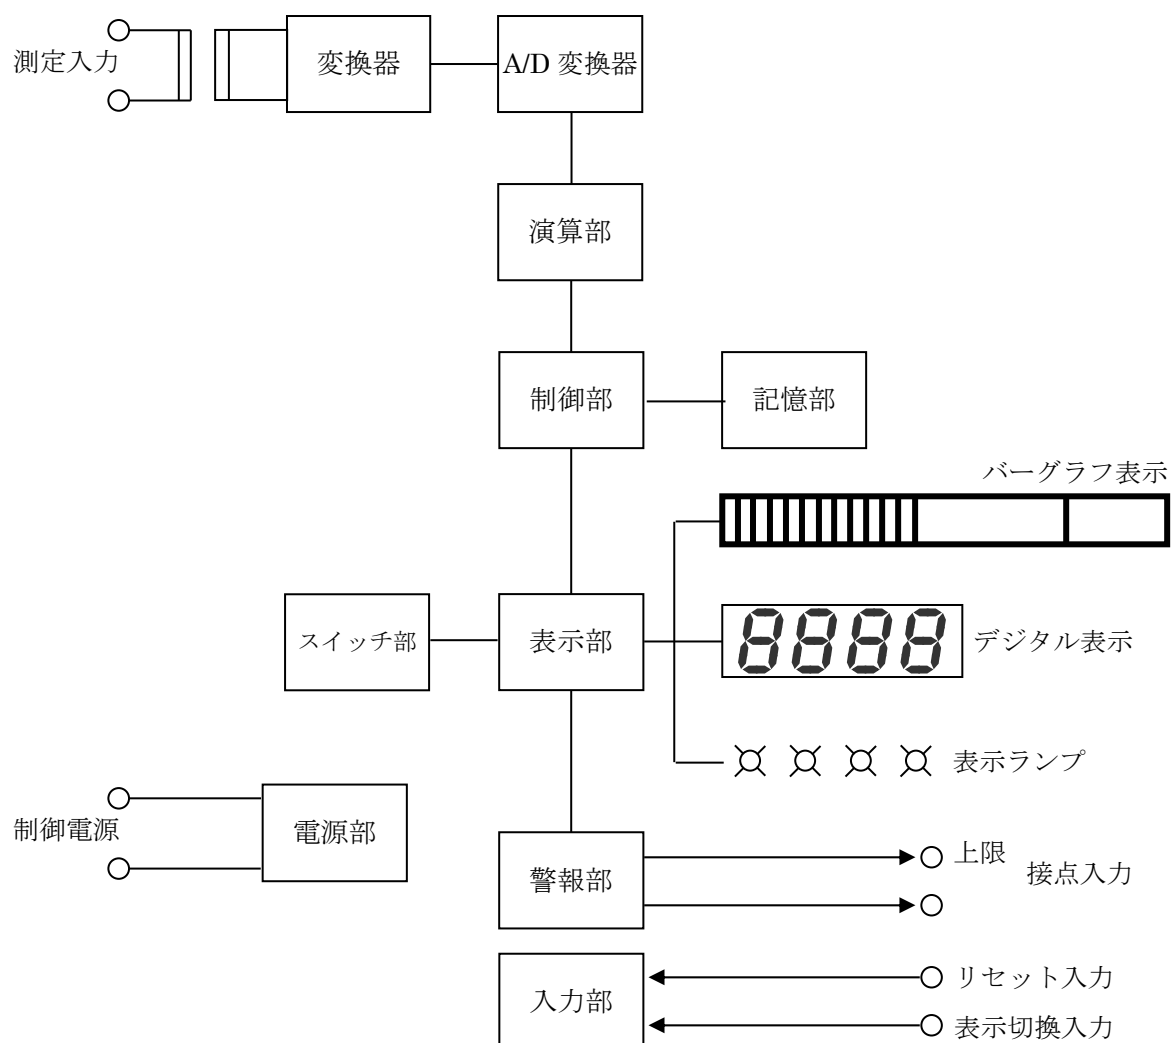 測定入力
変換器
A/D 変換器
演算部
制御部
記憶部
バーグラフ表示
スイッチ部
表示部
8888
デジタル表示
表示ランプ
制御電源
電源部
警報部
上限
接点入力
入力部
リセット入力
表示切換入力